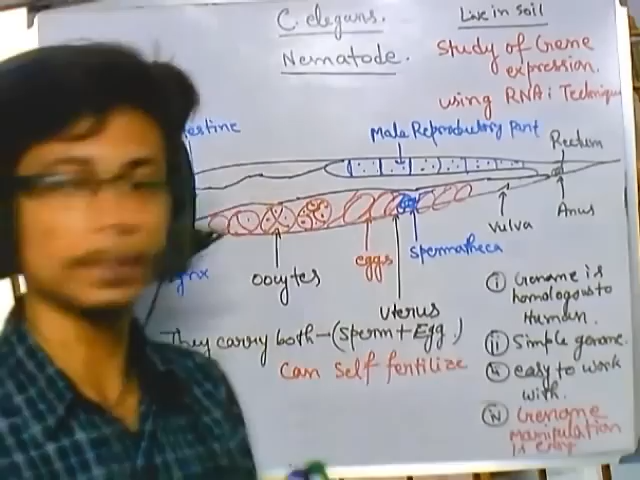 C. elegans.
Nematode.
Live in soil
Study of Gene
expression.
using RNAi Technique
estine
Male Reproductory Part
Rectum
Anus
Vulva
spermatheca
eggs
oocytes
Uterus
ynx
They carry both - (Sperm + Egg)
Can Self fertilize
i Genome is
homologous to
Human.
ii Simple genome.
easy to work
with.
iv Genome
Manipulation
is easy